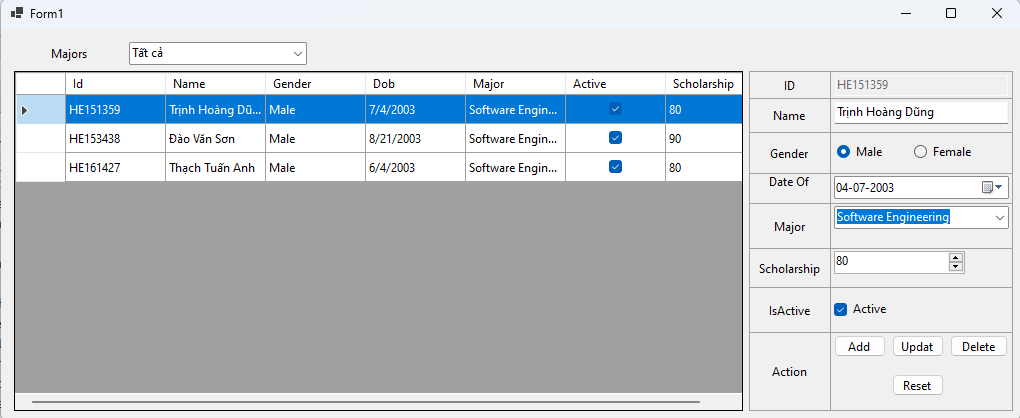 Form1
Majors Tất cả
Id Name Gender Dob Major Active Scholarship
HE151359 Trịnh Hoàng Dũ... Male 7/4/2003 Software Engin... 80
HE153438 Đào Văn Sơn Male 8/21/2003 Software Engin... 90
HE161427 Thạch Tuấn Anh Male 6/4/2003 Software Engin... 80
ID HE151359
Name Trịnh Hoàng Dũng
Gender Male Female
Date Of 04-07-2003
Major Software Engineering
Scholarship 80
IsActive Active
Action Add Updat Delete
Reset